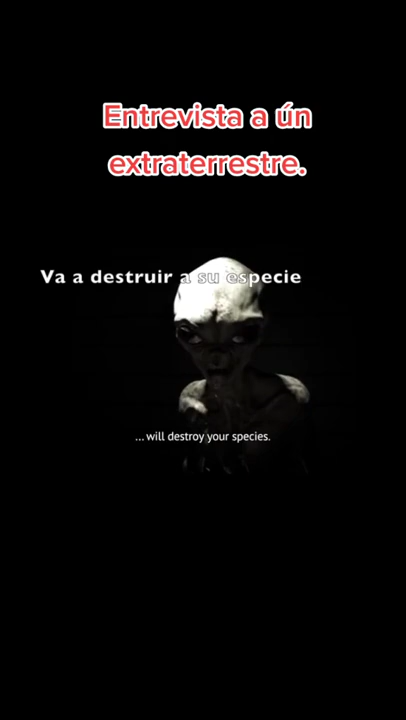 Entrevista a ún
extraterrestre.
Va a destruir a su especie
... will destroy your species.